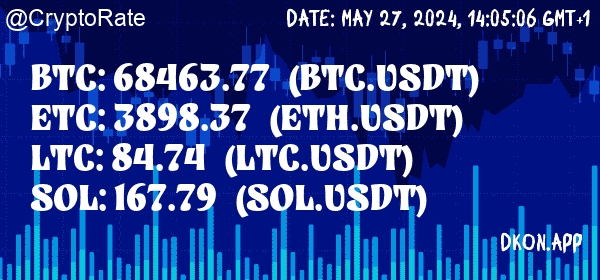 @CryptoRate
DATE: MAY 27, 2024, 14:05:06 GMT+1
BTC: 68463.77 (BTC.USDT)
ETC: 3898.37 (ETH.USDT)
LTC: 84.74 (LTC.USDT)
SOL: 167.79 (SOL.USDT)
DKON.APP